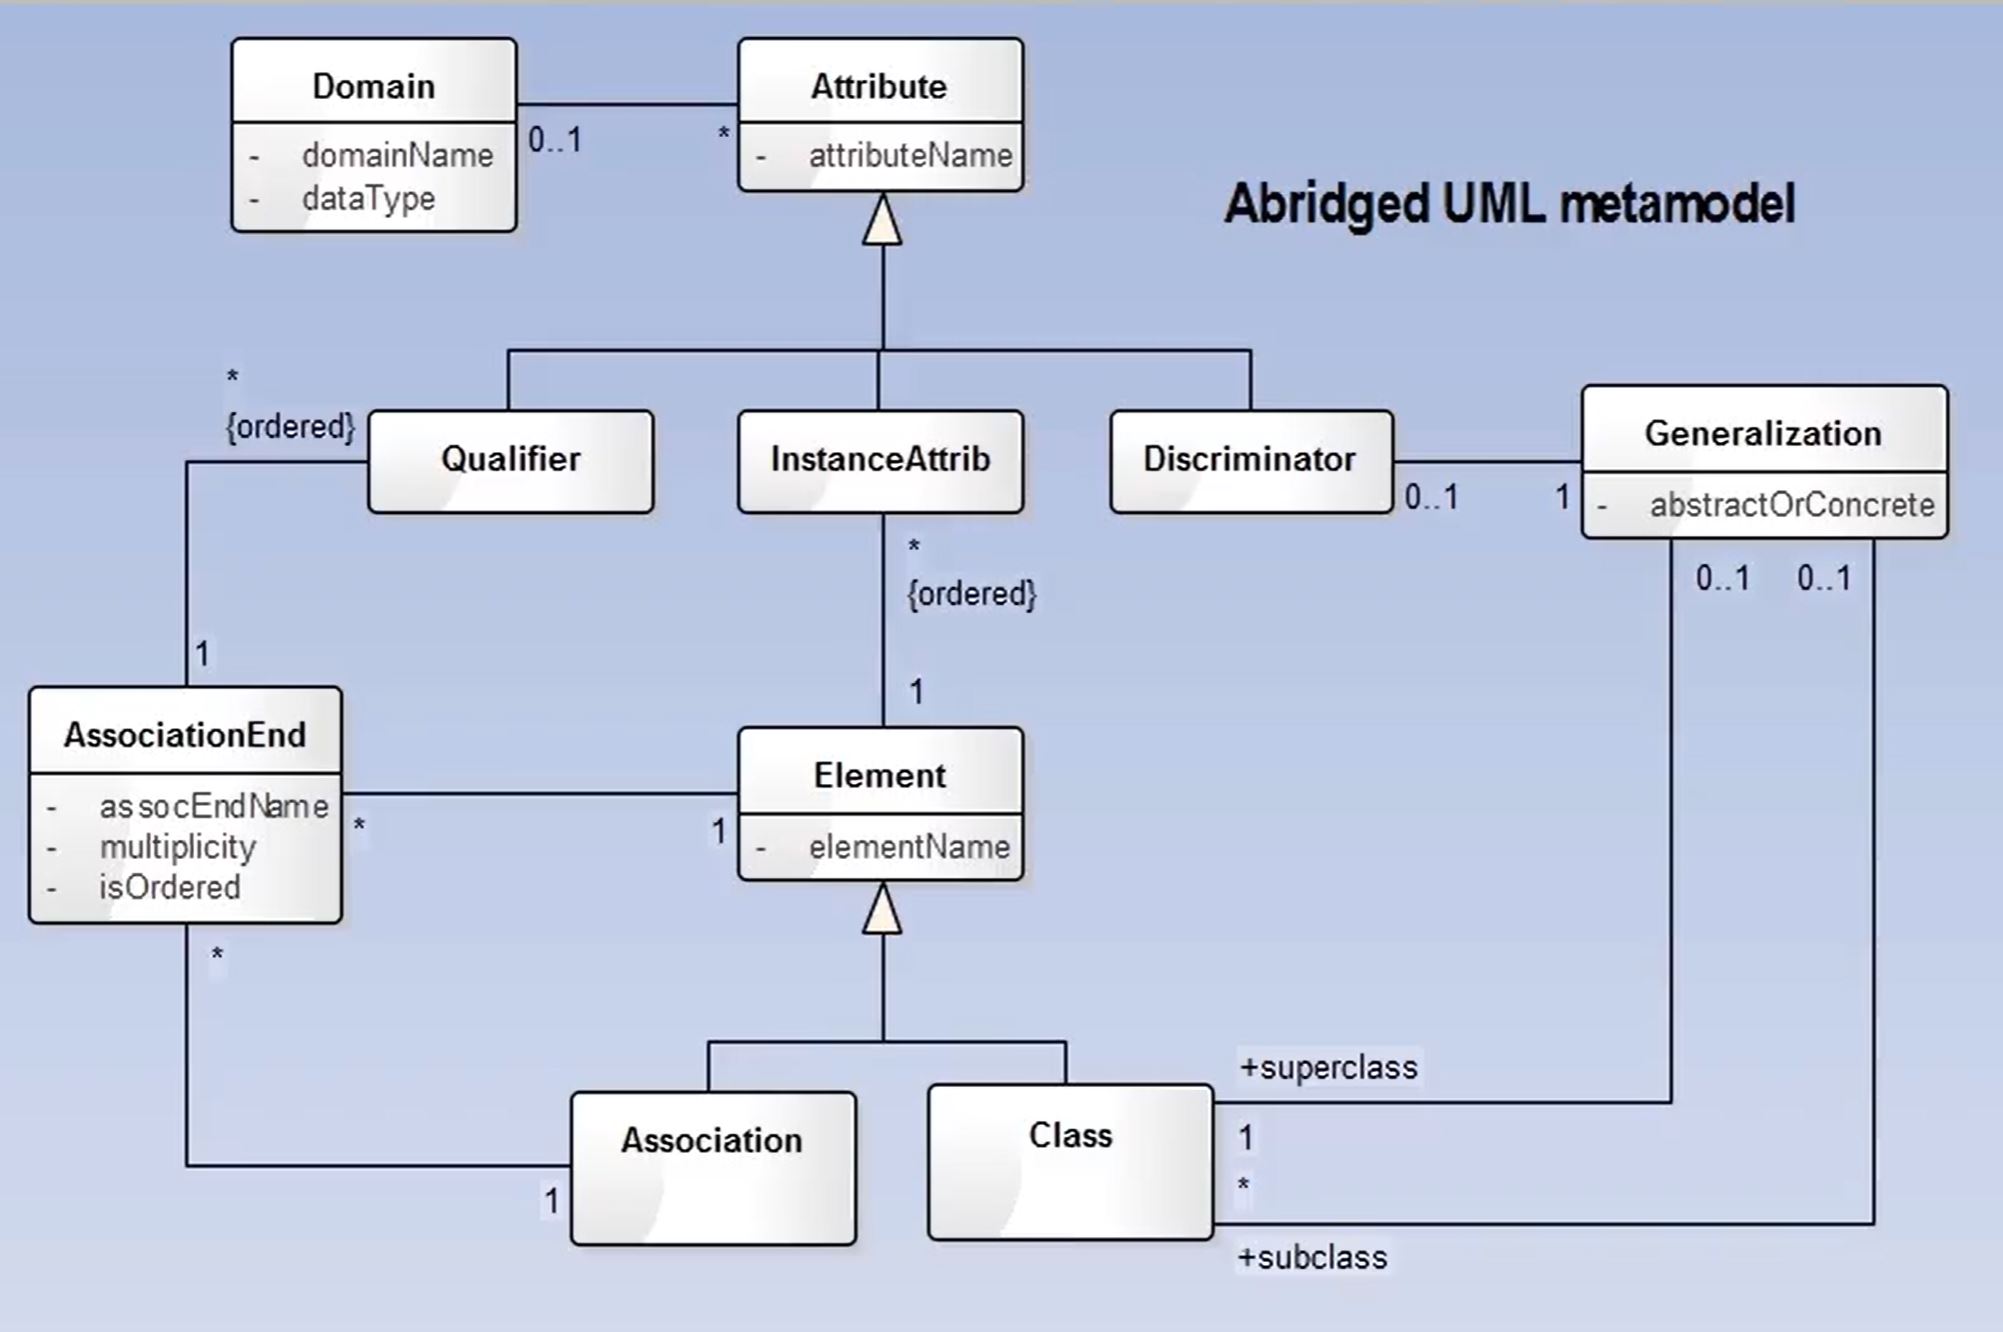 Domain
- domainName
- dataType
0..1
*
Attribute
- attributeName
Abridged UML metamodel
*
{ordered}
Qualifier
InstanceAttrib
Discriminator
0..1
1
Generalization
- abstractOrConcrete
*
{ordered}
0..1
0..1
1
1
AssociationEnd
- assocEndName
- multiplicity
- isOrdered
*
1
Element
- elementName
*
1
Association
Class
+superclass
1
*
+subclass